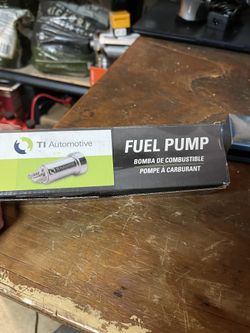 TI Automotive
FUEL PUMP
BOMBA DE COMBUSTIBLE
POMPE À CARBURANT